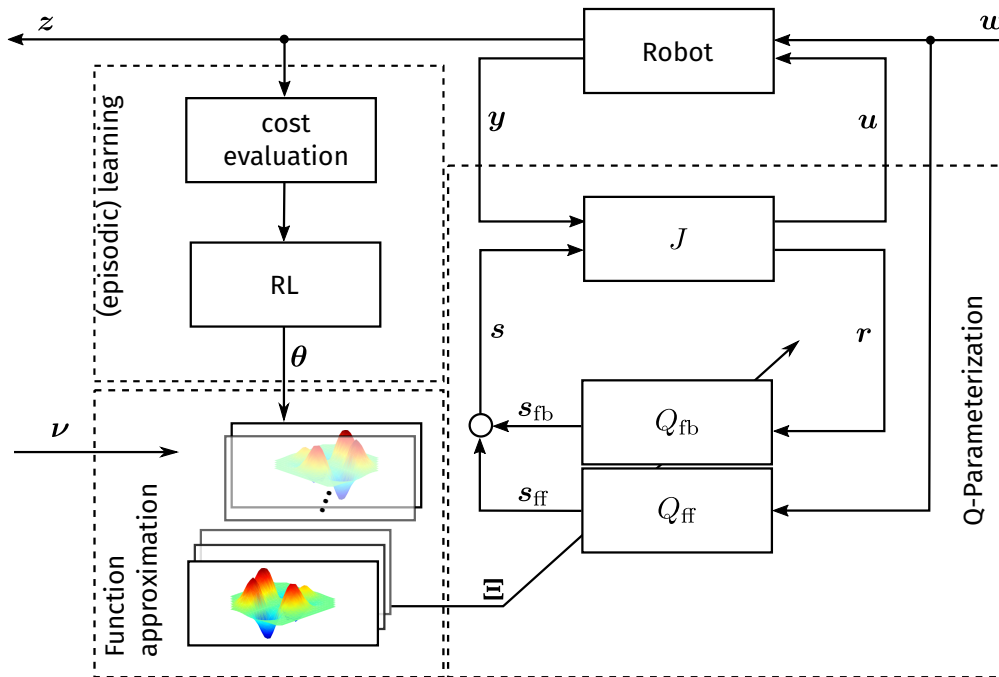 z
w
Robot
y
u
cost
evaluation
(episodic) learning
J
RL
s
r
θ
Q-Parameterization
s_fb
Q_fb
ν
s_ff
Q_ff
Function
approximation
Ξ